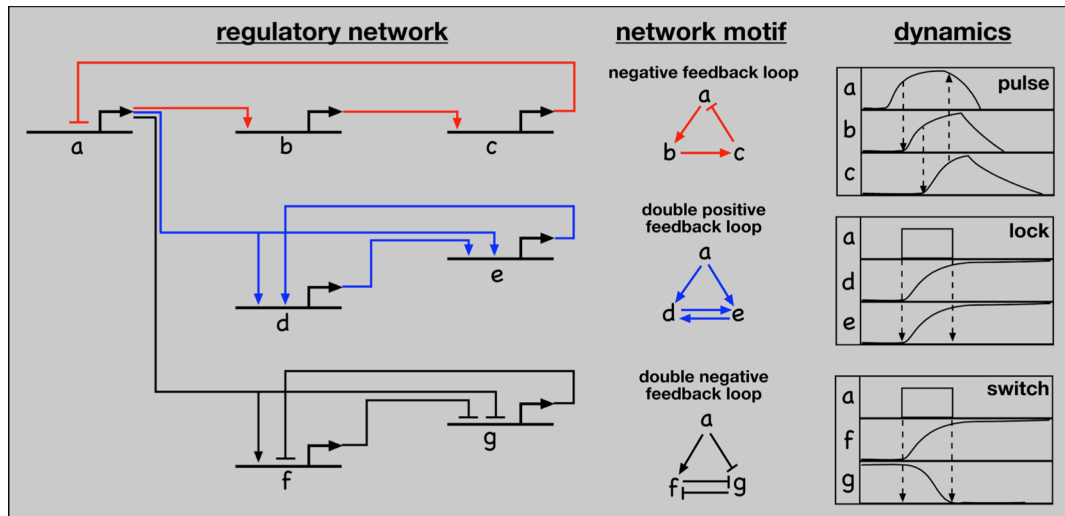 regulatory network
network motif
dynamics
negative feedback loop
a
b
c
a
b
c
a
pulse
b
c
double positive
feedback loop
a
d
e
d
e
a
lock
d
e
double negative
feedback loop
a
f
g
f
g
a
switch
f
g